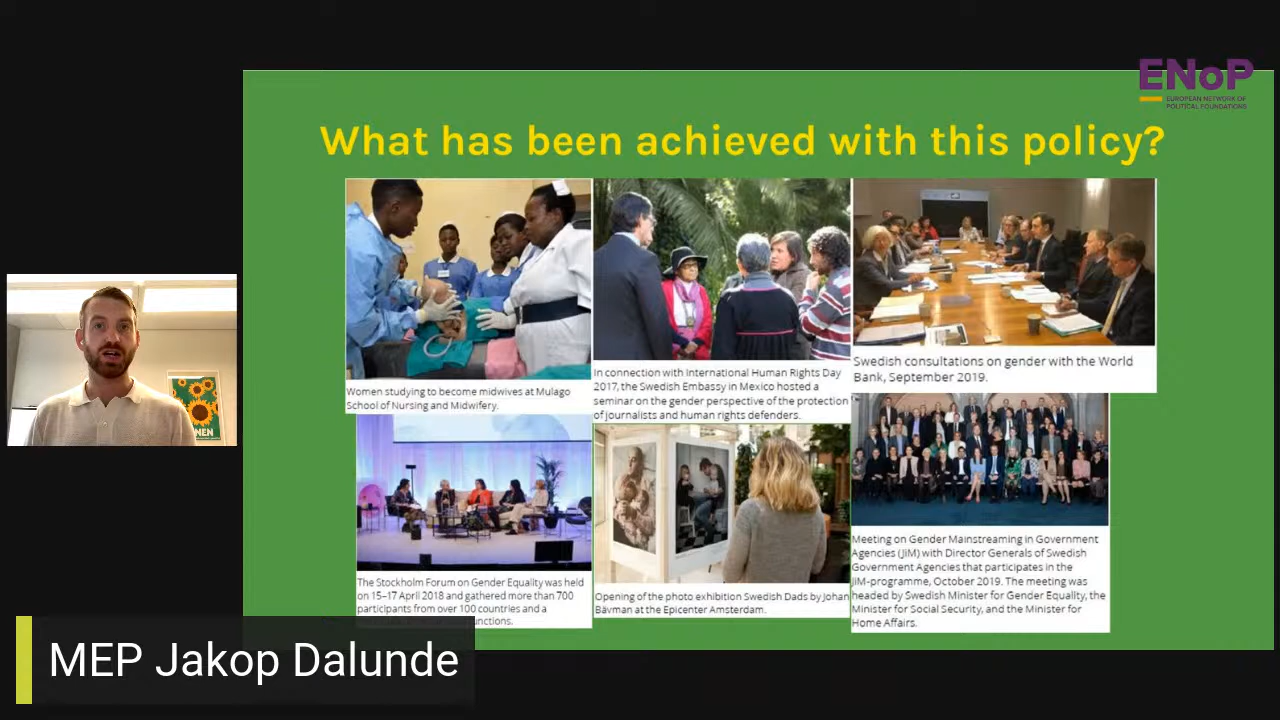 ENoP
EUROPEAN NETWORK OF
POLITICAL FOUNDATIONS
What has been achieved with this policy?
Women studying to become midwives at Mulago
School of Nursing and Midwifery.
In connection with International Human Rights Day
2017, the Swedish Embassy in Mexico hosted a
seminar on the gender perspective of the protection
of journalists and human rights defenders.
Swedish consultations on gender with the World
Bank, September 2019.
The Stockholm Forum on Gender Equality was held
on 15–17 April 2018 and gathered more than 700
participants from over 100 countries and a
Opening of the photo exhibition Swedish Dads by Johan
Bävman at the Epicenter Amsterdam.
Meeting on Gender Mainstreaming in Government
Agencies (JiM) with Director Generals of Swedish
Government Agencies that participates in the
JiM-programme, October 2019. The meeting was
headed by Swedish Minister for Gender Equality, the
Minister for Social Security, and the Minister for
Home Affairs.
MEP Jakop Dalunde